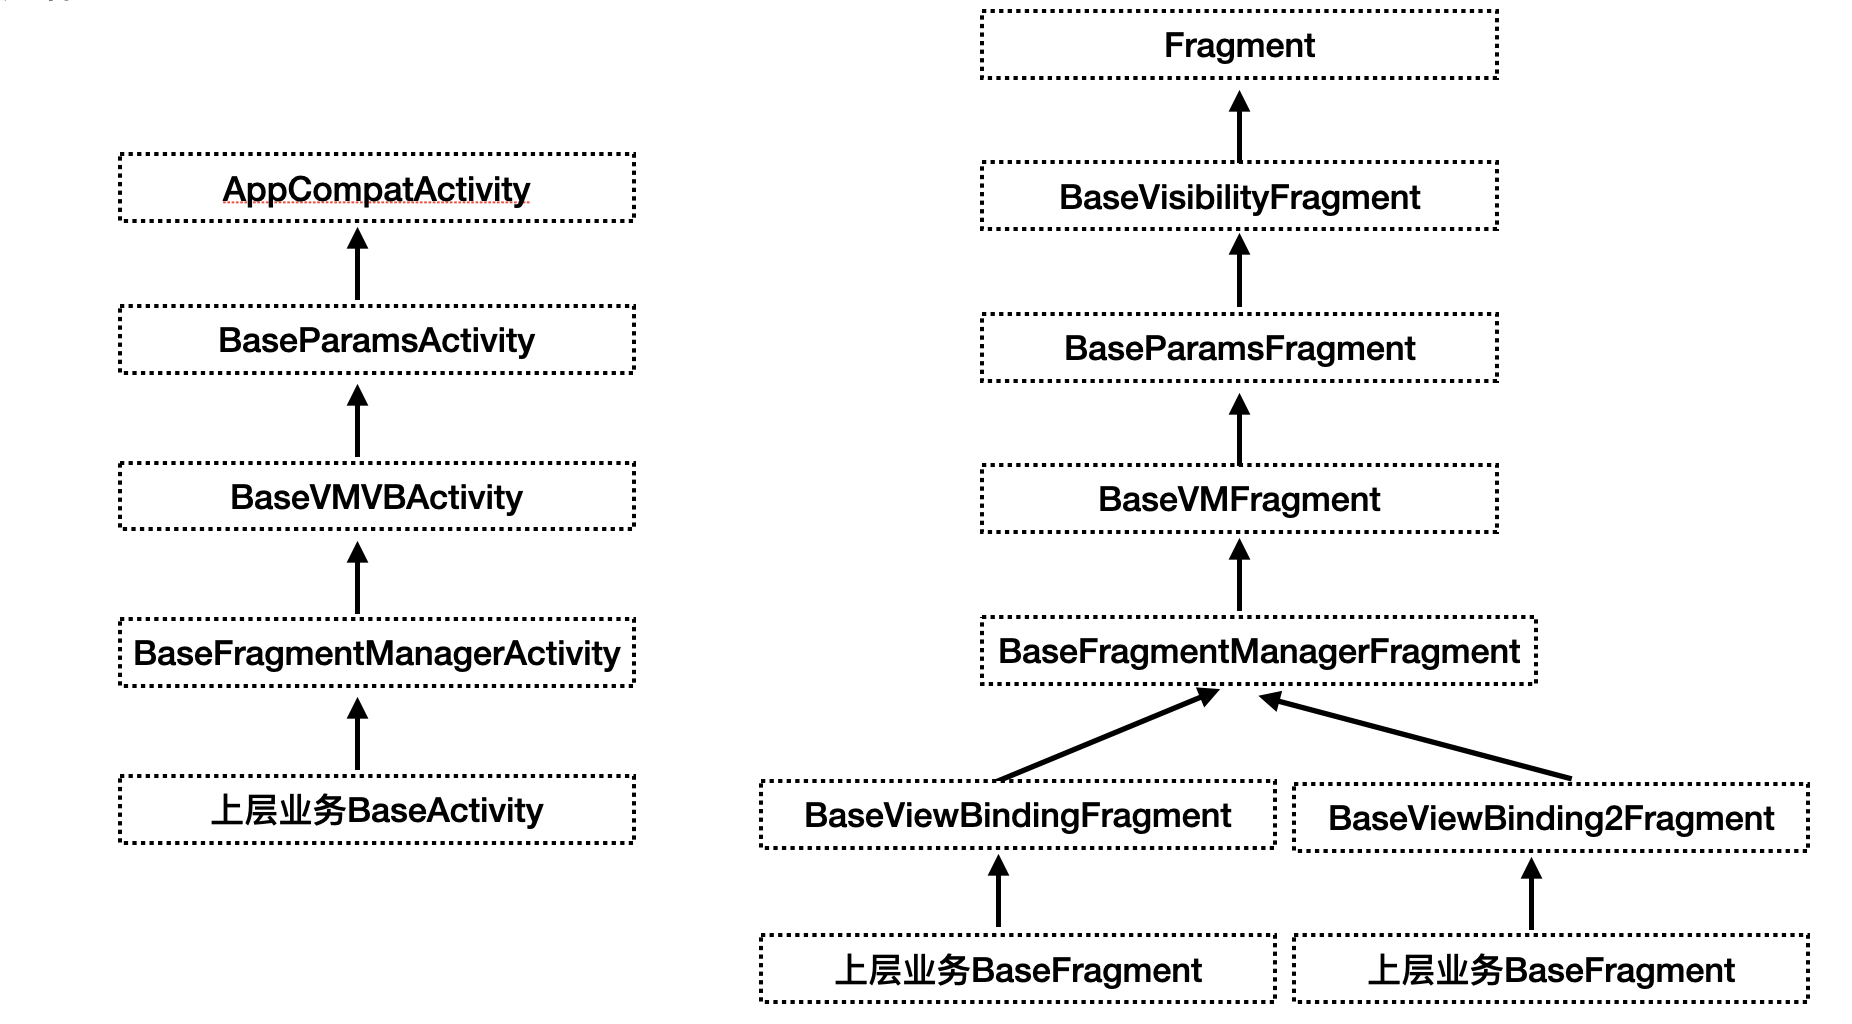 AppCompatActivity
BaseParamsActivity
BaseVMVBActivity
BaseFragmentManagerActivity
上层业务BaseActivity
Fragment
BaseVisibilityFragment
BaseParamsFragment
BaseVMFragment
BaseFragmentManagerFragment
BaseViewBindingFragment
BaseViewBinding2Fragment
上层业务BaseFragment
上层业务BaseFragment